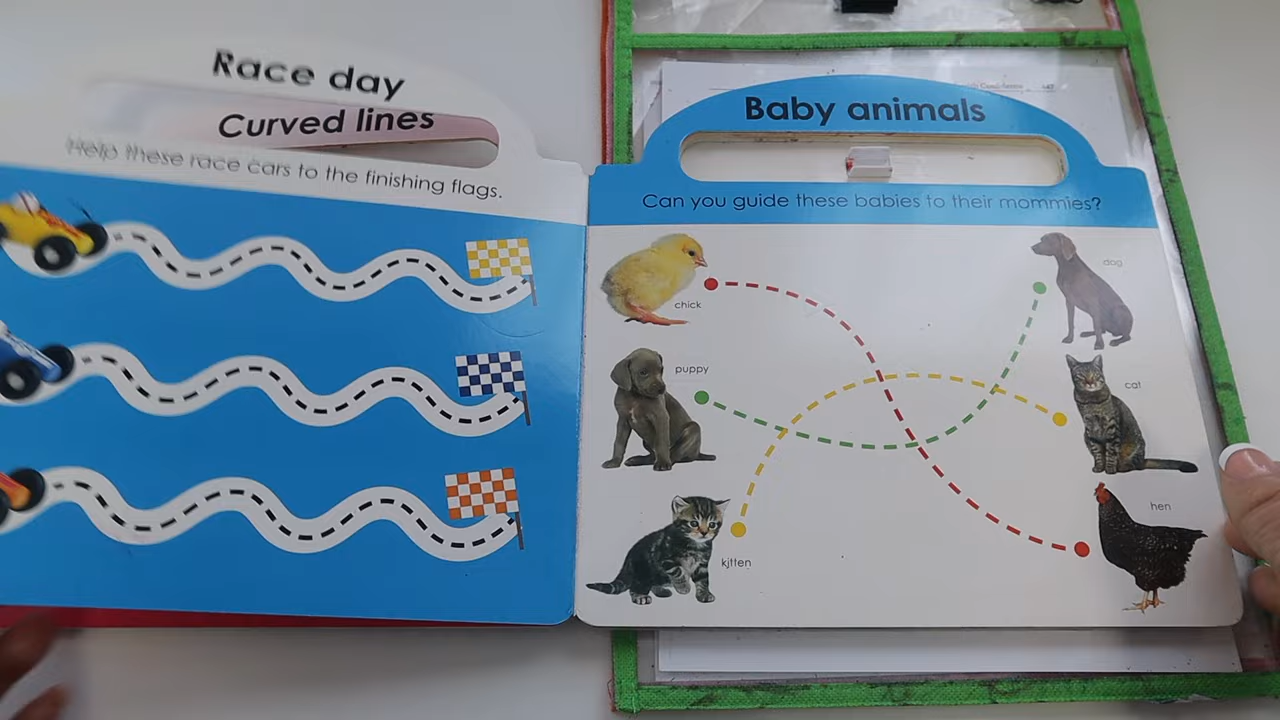 Race day
Curved lines
Help these race cars to the finishing flags.
Baby animals
Can you guide these babies to their mommies?
chick
dog
puppy
cat
hen
kitten